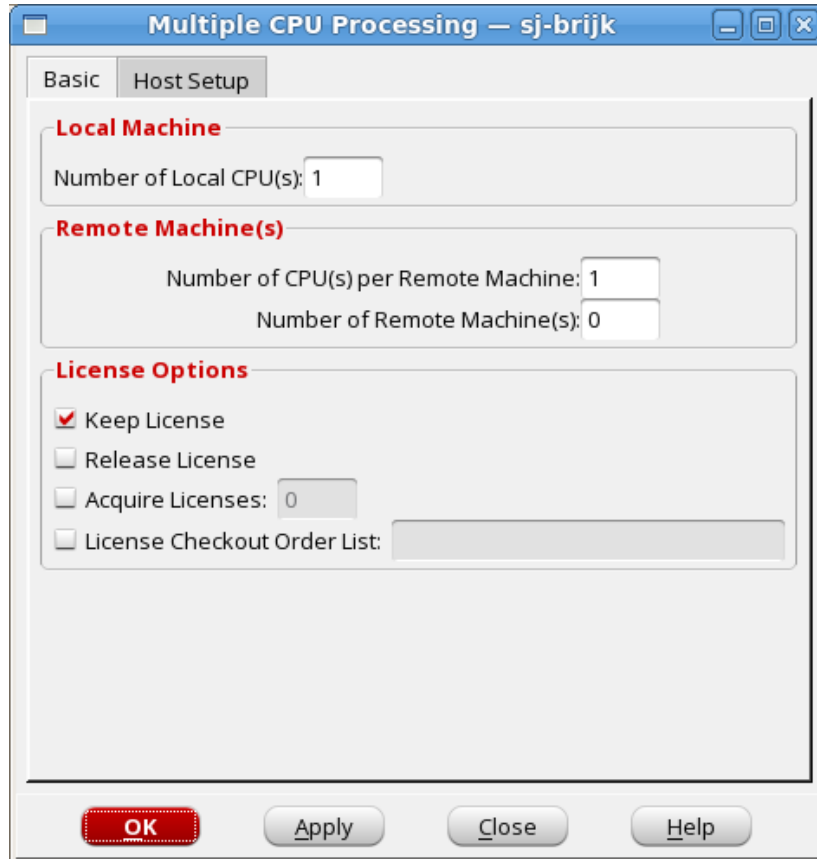 Multiple CPU Processing — sj-brijk
Basic Host Setup
Local Machine
Number of Local CPU(s): 1
Remote Machine(s)
Number of CPU(s) per Remote Machine: 1
Number of Remote Machine(s): 0
License Options
Keep License
Release License
Acquire Licenses: 0
License Checkout Order List:
OK Apply Close Help